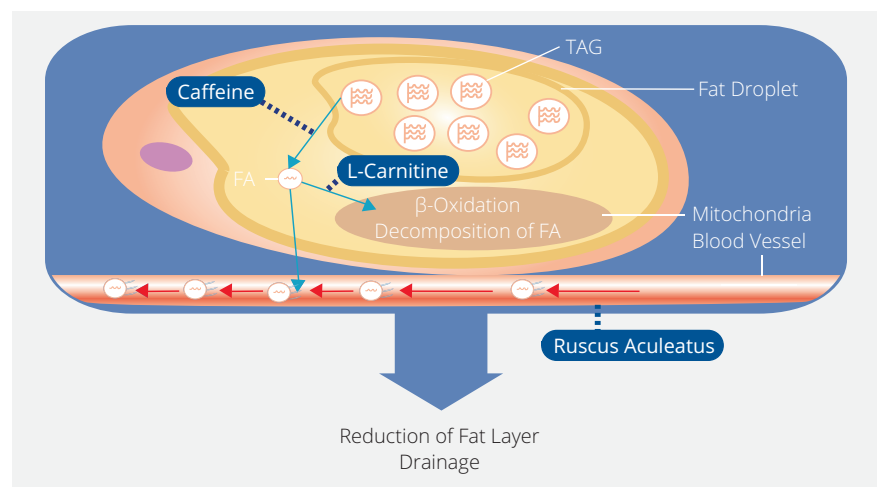 TAG
Caffeine
Fat Droplet
L-Carnitine
FA
β-Oxidation
Decomposition of FA
Mitochondria
Blood Vessel
Ruscus Aculeatus
Reduction of Fat Layer
Drainage